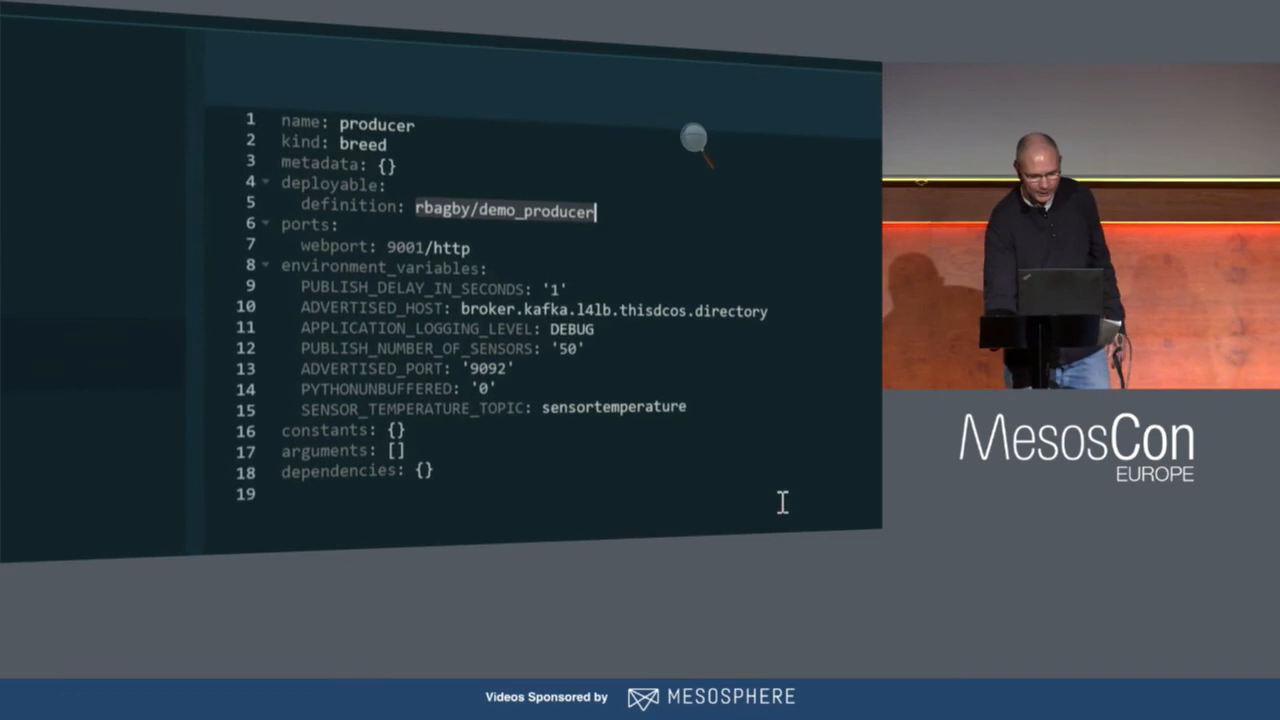 1 name: producer
2 kind: breed
3 metadata: {}
4 deployable:
5 definition: rbagby/demo_producer
6 ports:
7 webport: 9001/http
8 environment_variables:
9 PUBLISH_DELAY_IN_SECONDS: '1'
10 ADVERTISED_HOST: broker.kafka.l4lb.thisdcos.directory
11 APPLICATION_LOGGING_LEVEL: DEBUG
12 PUBLISH_NUMBER_OF_SENSORS: '50'
13 ADVERTISED_PORT: '9092'
14 PYTHONUNBUFFERED: '0'
15 SENSOR_TEMPERATURE_TOPIC: sensortemperature
16 constants: {}
17 arguments: []
18 dependencies: {}
19
MesosCon
EUROPE
Videos Sponsored by MESOSPHERE